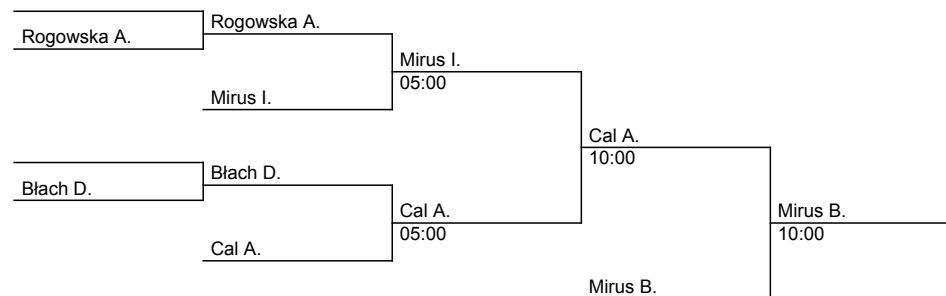 Rogowska A.
Rogowska A.
Mirus I.
05:00
Mirus I.
Cal A.
10:00
Błach D.
Błach D.
Cal A.
05:00
Mirus B.
10:00
Cal A.
Mirus B.